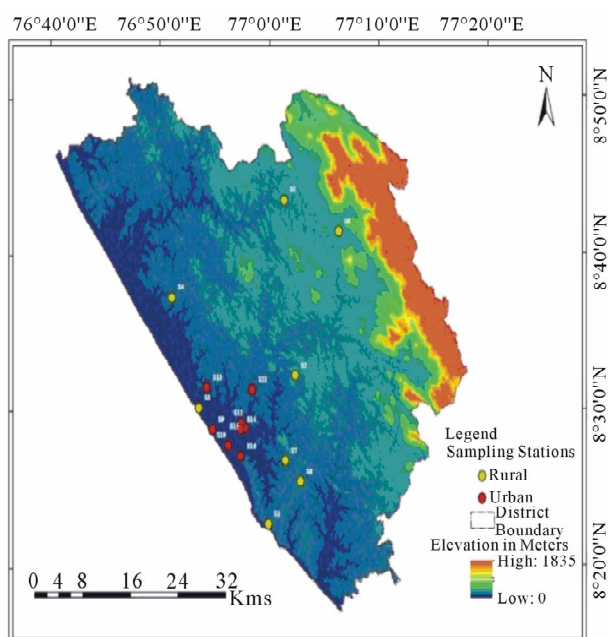 76°40'0"E 76°50'0"E 77°0'0"E 77°10'0"E 77°20'0"E
N
8°50'0"N
8°40'0"N
8°30'0"N
8°20'0"N
Legend
Sampling Stations
Rural
Urban
District
Boundary
Elevation in Meters
High: 1835
Low: 0
0 4 8 16 24 32
Kms